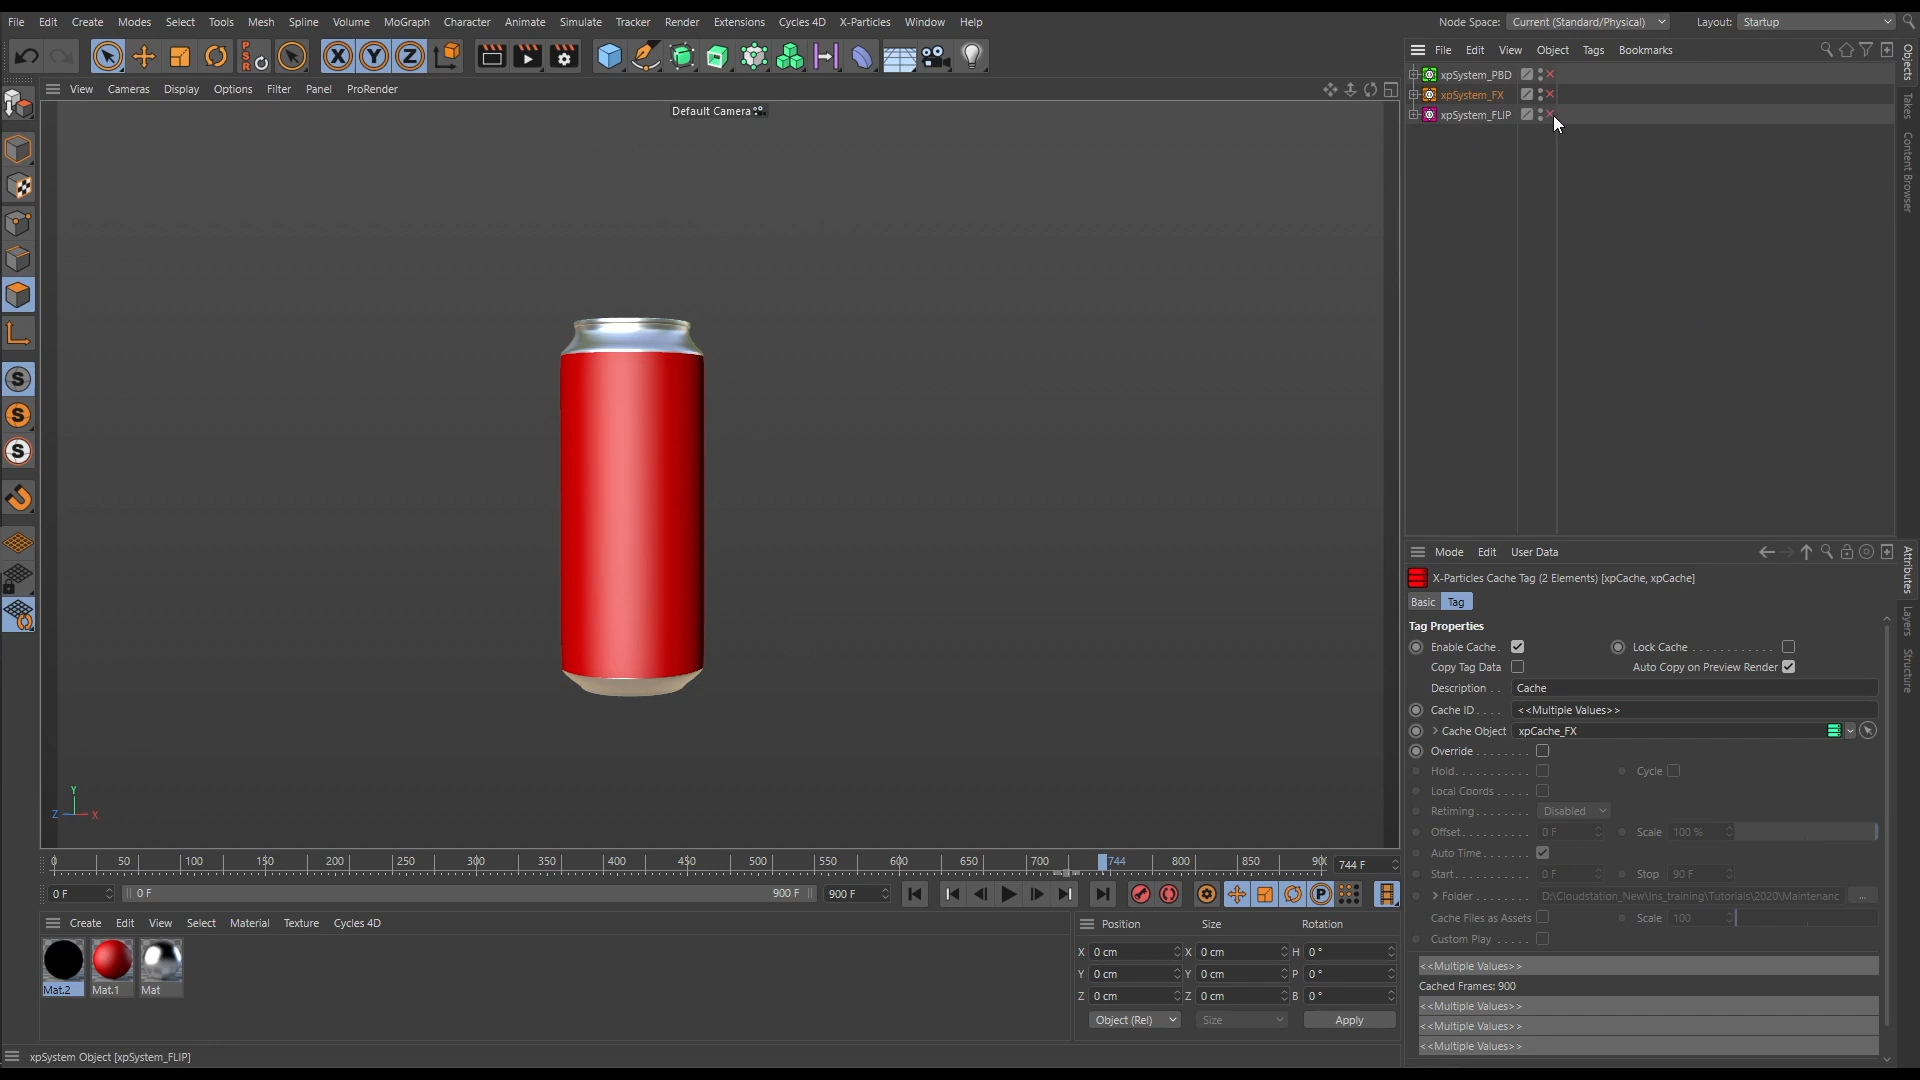 File Edit Create Modes Select Tools Mesh Spline Volume MoGraph Character Animate Simulate Tracker Render Extensions Cycles 4D X-Particles Window Help
Node Space: Current (Standard/Physical) Layout: Startup
PSR X Y Z
File Edit View Object Tags Bookmarks
View Cameras Display Options Filter Panel ProRender
Default Camera
xpSystem_PBD
xpSystem_FX
xpSystem_FLIP
Objects
Takes
Content Browser
S
S
S
Y
Z X
Mode Edit User Data
X-Particles Cache Tag (2 Elements) [xpCache, xpCache]
Basic Tag
Tag Properties
Enable Cache . Lock Cache . . . . . . . . . . . .
Copy Tag Data Auto Copy on Preview Render
Description . . Cache
Cache ID . . . . <<Multiple Values>>
> Cache Object xpCache_FX
Override . . . . . . . .
Hold. . . . . . . . . . . Cycle
Local Coords . . . . .
Retiming. . . . . . . . Disabled
Offset. . . . . . . . . . 0 F Scale 100 %
Auto Time. . . . . . .
Start. . . . . . . . . . . 0 F Stop 90 F
> Folder . . . . . . . . D:\Cloudstation_New\Ins_training\Tutorials\2020\Maintenanc ...
Cache Files as Assets Scale 100
Custom Play . . . . .
<<Multiple Values>>
Cached Frames: 900
<<Multiple Values>>
<<Multiple Values>>
<<Multiple Values>>
Attributes
Layers
Structure
0 50 100 150 200 250 300 350 400 450 500 550 600 650 700 744 800 850 90 744 F
0 F 0 F 900 F 900 F P
Create Edit View Select Material Texture Cycles 4D
Mat.2 Mat.1 Mat
Position Size Rotation
X 0 cm X 0 cm H 0 °
Y 0 cm Y 0 cm P 0 °
Z 0 cm Z 0 cm B 0 °
Object (Rel) Size Apply
xpSystem Object [xpSystem_FLIP]